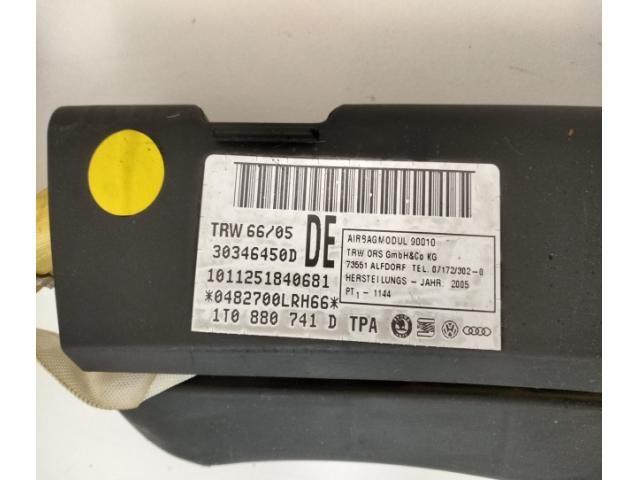 TRW 66/05
30346450D
DE
1011251840681
*0482700LRH66*
1T0 880 741 D TPA
AIRBAGMODUL 90010
TRW ORS GmbH&Co KG
73551 ALFDORF TEL. 07172/302-0
HERSTELLUNGS - JAHR: 2005
PT1 - 1144